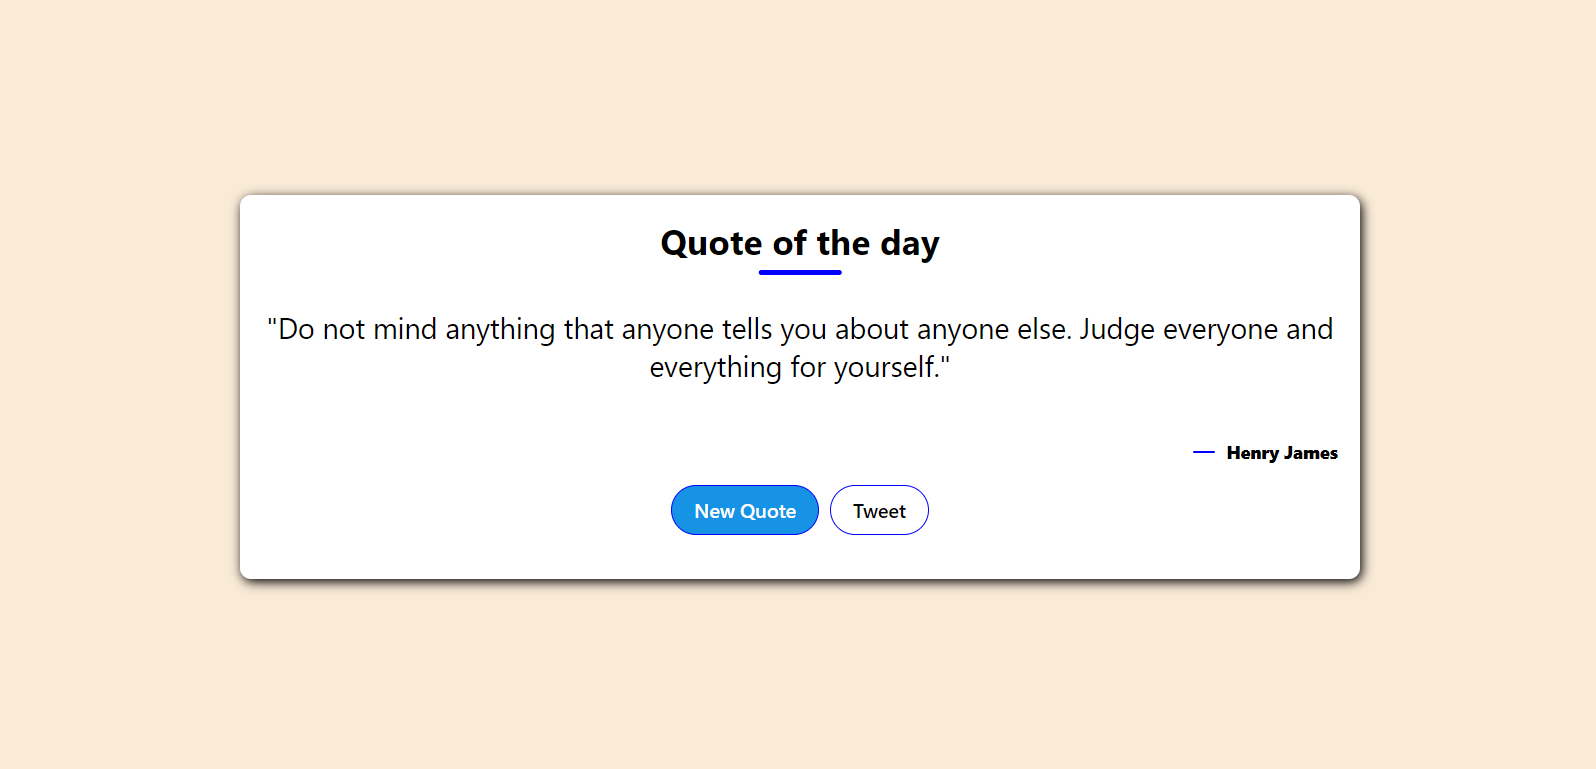 Quote of the day
"Do not mind anything that anyone tells you about anyone else. Judge everyone and
everything for yourself."
— Henry James
New Quote
Tweet